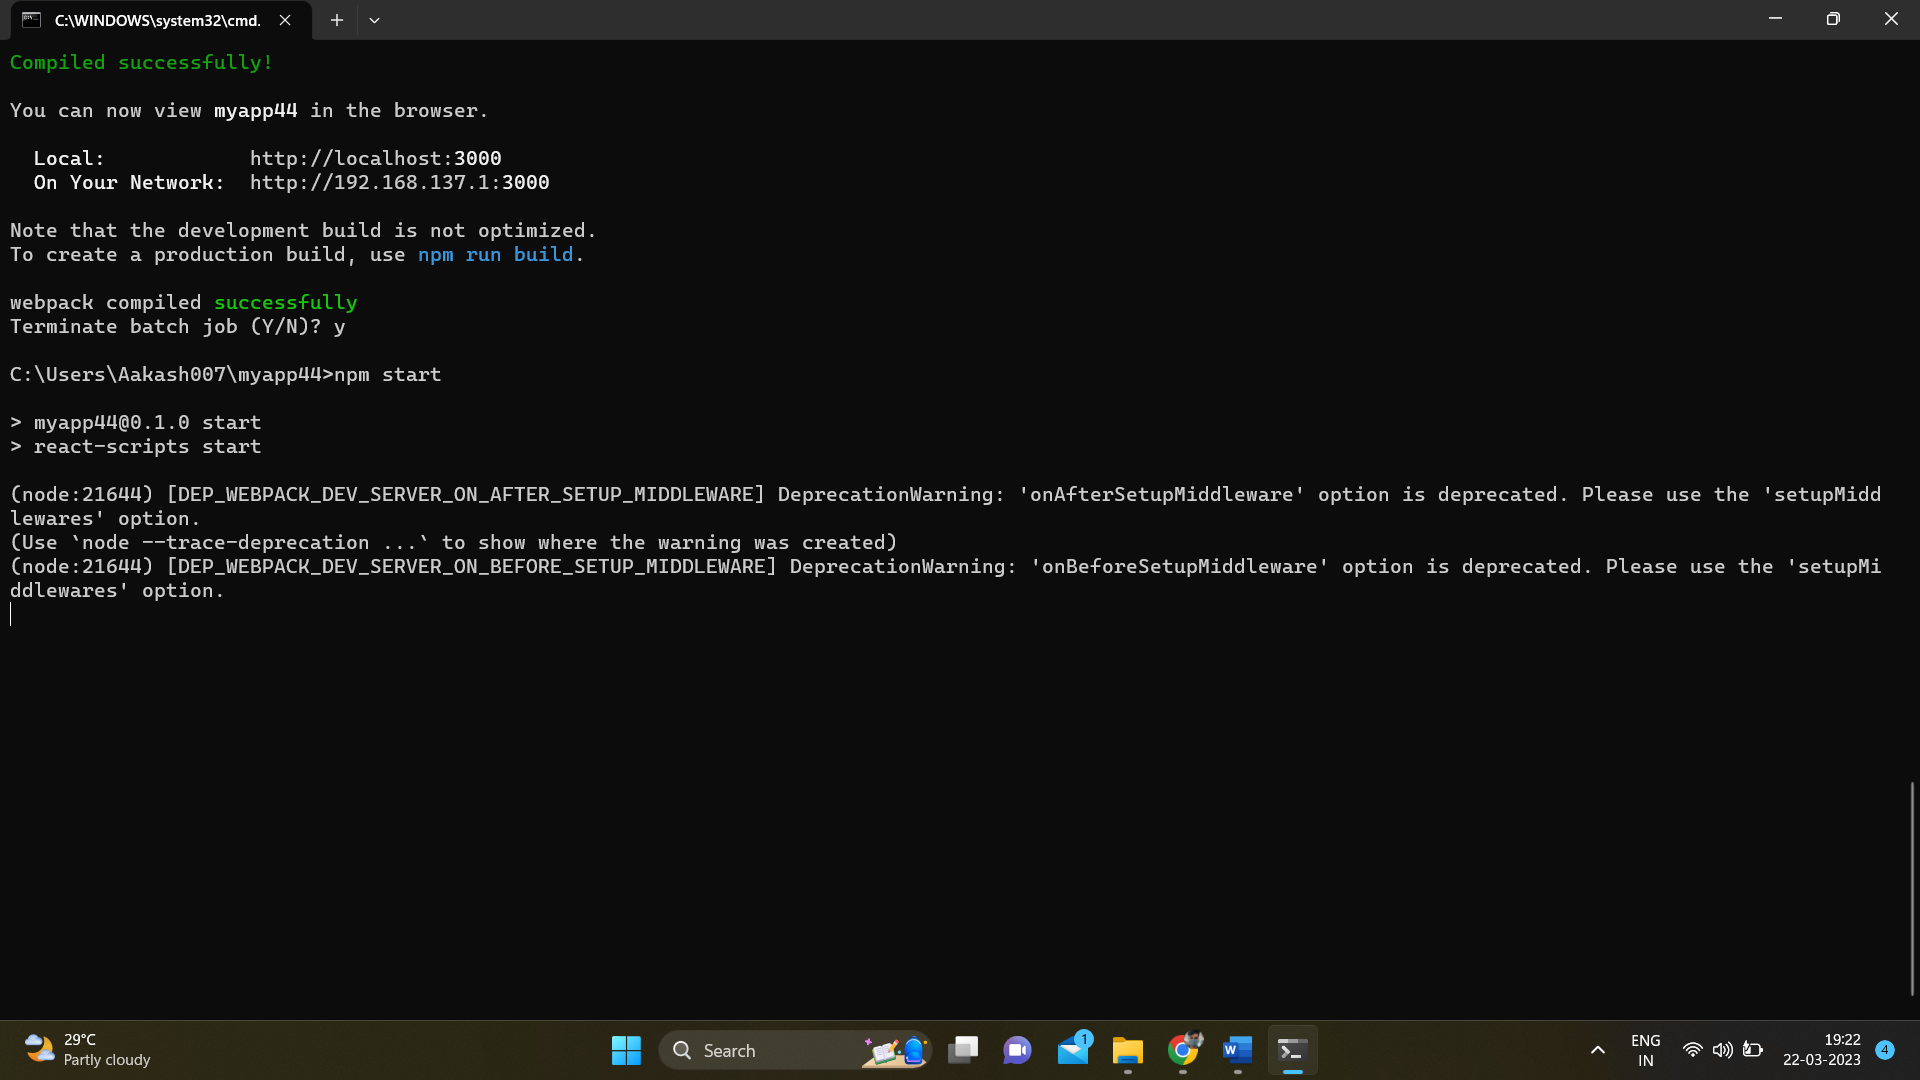 C:\WINDOWS\system32\cmd.
Compiled successfully!
You can now view myapp44 in the browser.
Local: http://localhost:3000
On Your Network: http://192.168.137.1:3000
Note that the development build is not optimized.
To create a production build, use npm run build.
webpack compiled successfully
Terminate batch job (Y/N)? y
C:\Users\Aakash007\myapp44>npm start
> myapp44@0.1.0 start
> react-scripts start
(node:21644) [DEP_WEBPACK_DEV_SERVER_ON_AFTER_SETUP_MIDDLEWARE] DeprecationWarning: 'onAfterSetupMiddleware' option is deprecated. Please use the 'setupMidd
lewares' option.
(Use `node --trace-deprecation ...` to show where the warning was created)
(node:21644) [DEP_WEBPACK_DEV_SERVER_ON_BEFORE_SETUP_MIDDLEWARE] DeprecationWarning: 'onBeforeSetupMiddleware' option is deprecated. Please use the 'setupMi
ddlewares' option.
29°C
Partly cloudy
Search
1
W
ENG
IN
19:22
22-03-2023
4